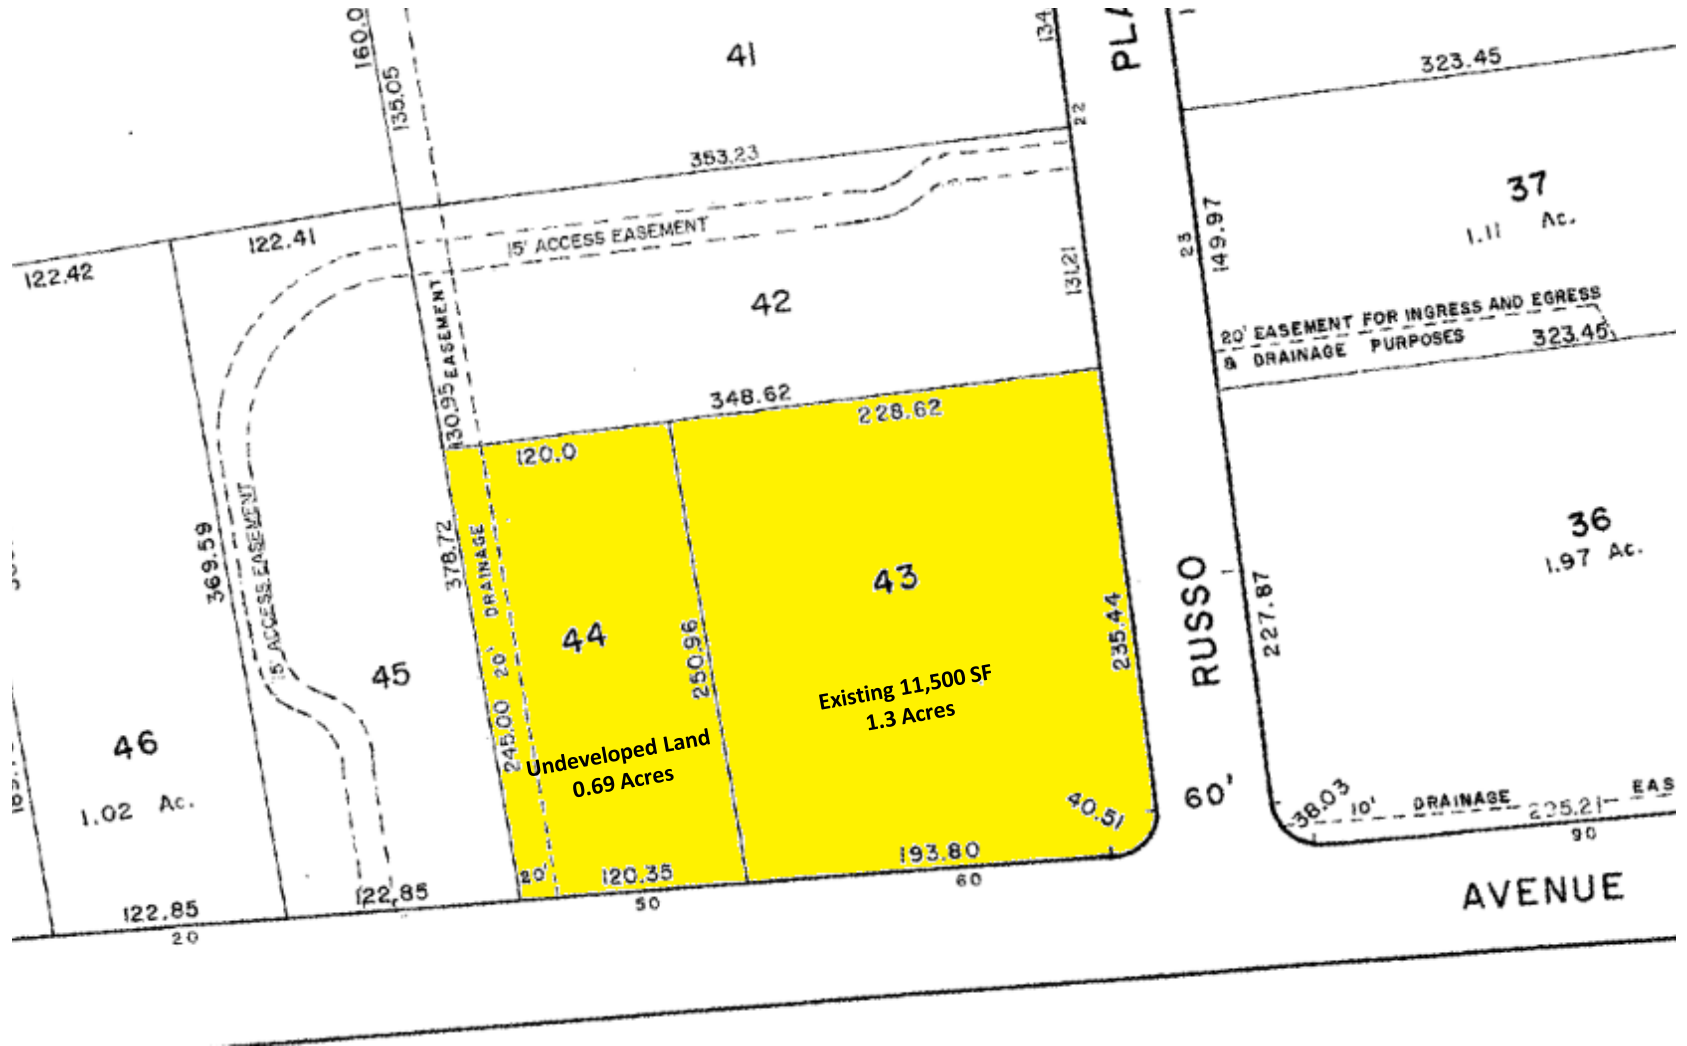 160.0
135.05
41
134
PLA
22
323.45
353.23
37
1.11 Ac.
149.97
23
122.41
122.42
15' ACCESS EASEMENT
131.21
42
EASEMENT
130.95
20' EASEMENT FOR INGRESS AND EGRESS
& DRAINAGE PURPOSES
323.45
348.62
228.62
120.0
369.59
15' ACCESS EASEMENT
378.72
20' DRAINAGE
245.00
44
250.96
43
235.44
RUSSO
227.87
36
1.97 Ac.
45
46
1.02 Ac.
Existing 11,500 SF
1.3 Acres
Undeveloped Land
0.69 Acres
40.51
60'
38.03
10' DRAINAGE
235.21
EAS
90
193.80
60
20'
120.35
50
122.85
122.85
20
AVENUE